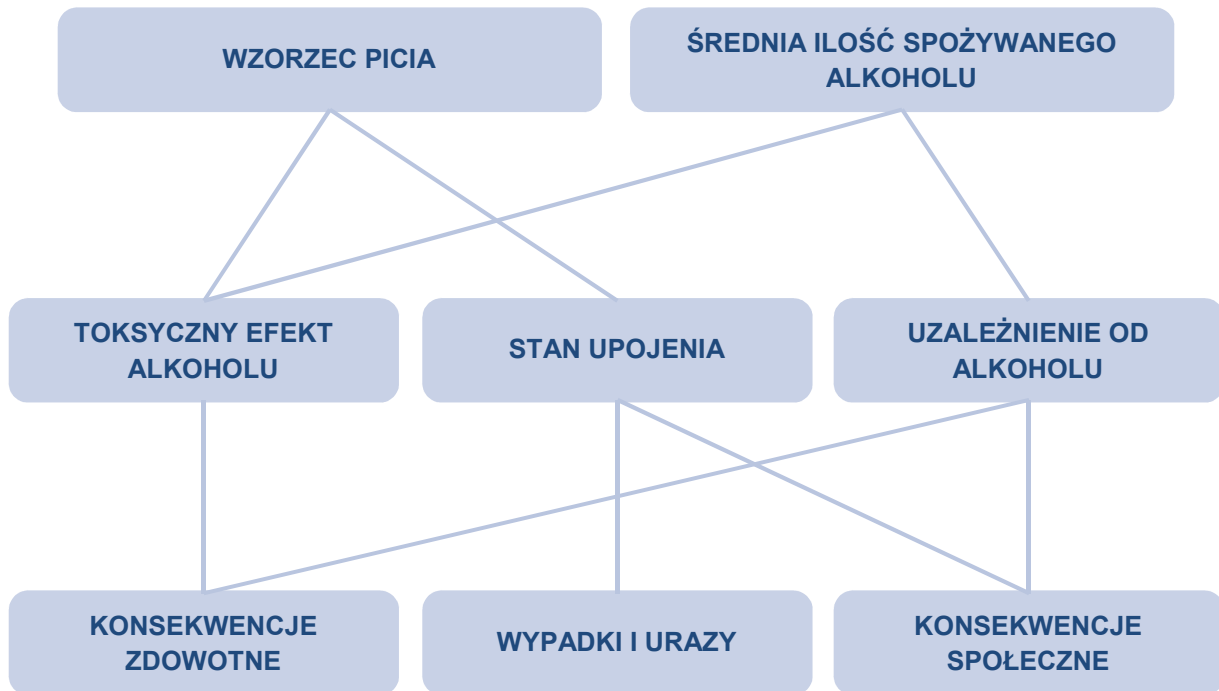 WZORZEC PICIA
ŚREDNIA ILOŚĆ SPOŻYWANEGO
ALKOHOLU
TOKSYCZNY EFEKT
ALKOHOLU
STAN UPOJENIA
UZALEŻNIENIE OD
ALKOHOLU
KONSEKWENCJE
ZDOWOTNE
WYPADKI I URAZY
KONSEKWENCJE
SPOŁECZNE